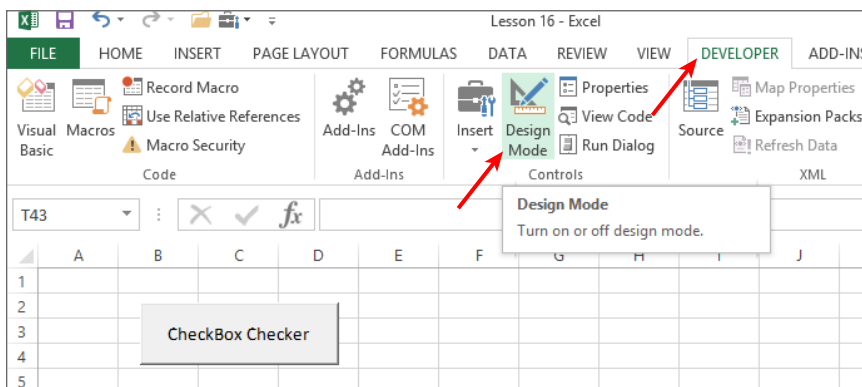 Lesson 16 - Excel
FILE HOME INSERT PAGE LAYOUT FORMULAS DATA REVIEW VIEW DEVELOPER ADD-INS
Visual Basic
Macros
Record Macro
Use Relative References
Macro Security
Code
Add-Ins
COM Add-Ins
Add-Ins
Insert
Design Mode
Properties
View Code
Run Dialog
Controls
Source
Map Properties
Expansion Packs
Refresh Data
XML
Design Mode
Turn on or off design mode.
T43 fx
A B C D E F G H I J
1
2
3
4
5
CheckBox Checker